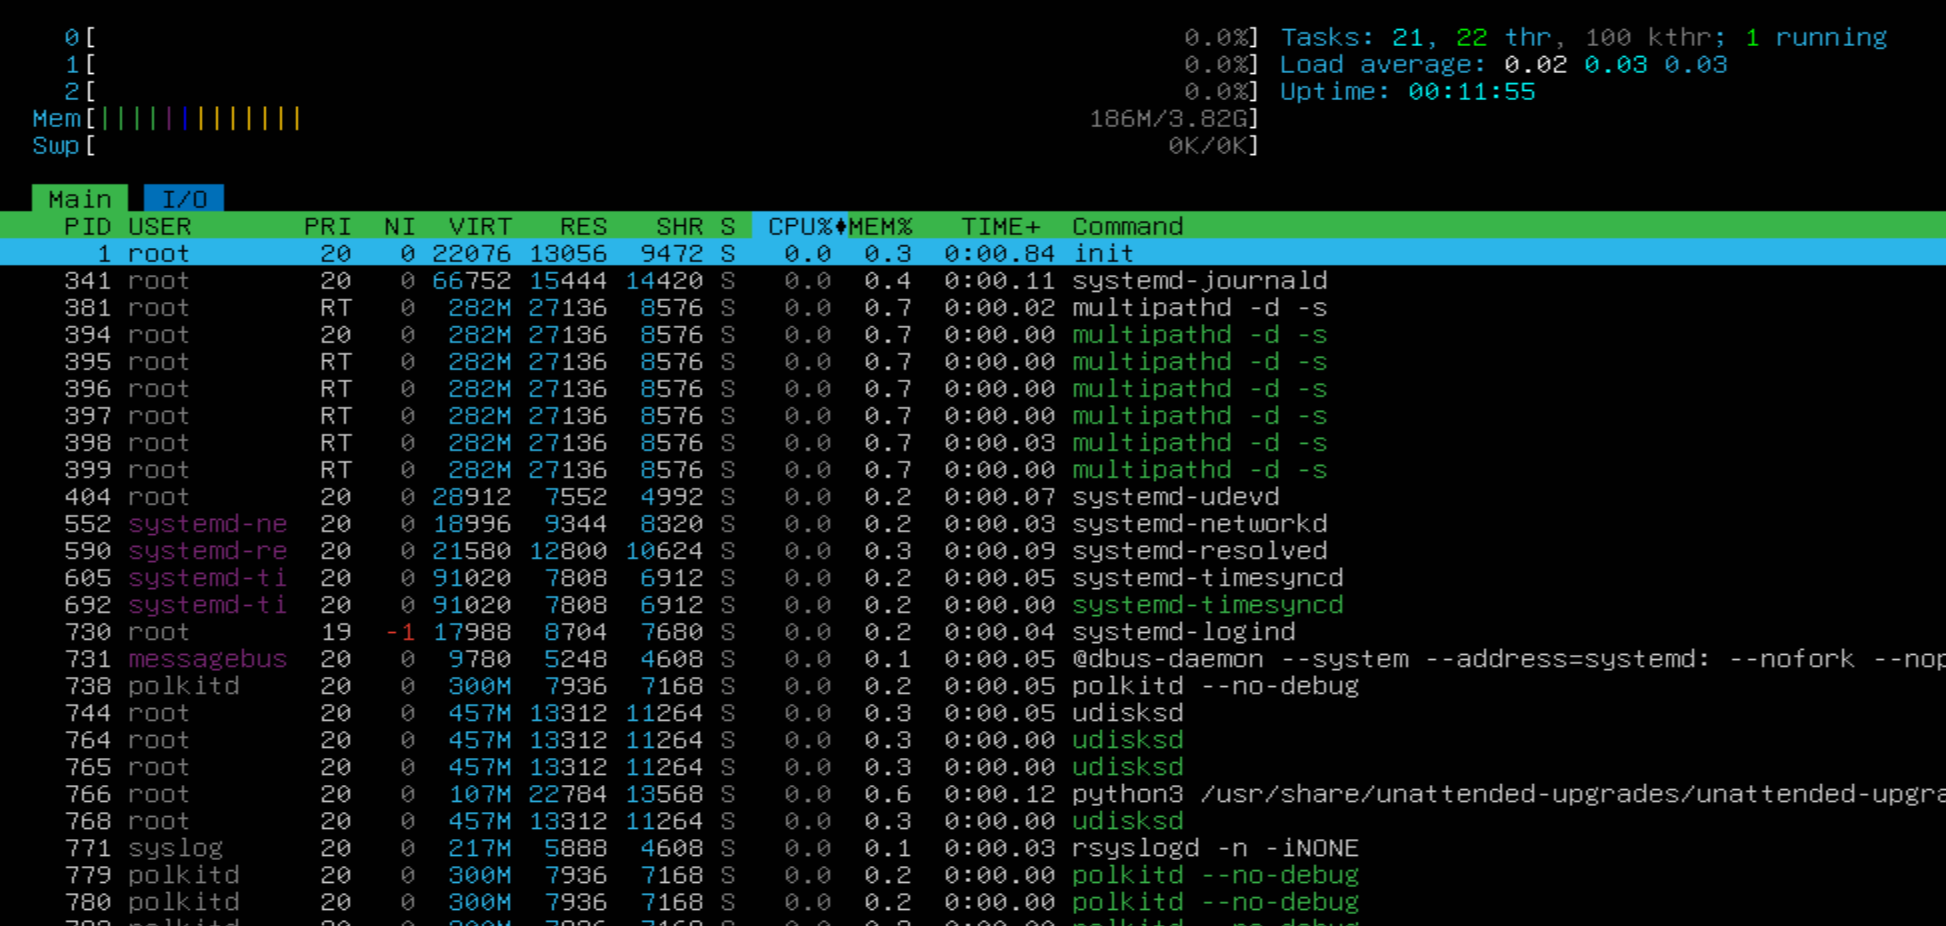 0[ 0.0%] Tasks: 21, 22 thr, 100 kthr; 1 running
1[ 0.0%] Load average: 0.02 0.03 0.03
2[ 0.0%] Uptime: 00:11:55
Mem[||||||||||||| 186M/3.82G]
Swp[ 0K/0K]
Main I/O
PID USER PRI NI VIRT RES SHR S CPU%♦MEM% TIME+ Command
1 root 20 0 22076 13056 9472 S 0.0 0.3 0:00.84 init
341 root 20 0 66752 15444 14420 S 0.0 0.4 0:00.11 systemd-journald
381 root RT 0 282M 27136 8576 S 0.0 0.7 0:00.02 multipathd -d -s
394 root 20 0 282M 27136 8576 S 0.0 0.7 0:00.00 multipathd -d -s
395 root RT 0 282M 27136 8576 S 0.0 0.7 0:00.00 multipathd -d -s
396 root RT 0 282M 27136 8576 S 0.0 0.7 0:00.00 multipathd -d -s
397 root RT 0 282M 27136 8576 S 0.0 0.7 0:00.00 multipathd -d -s
398 root RT 0 282M 27136 8576 S 0.0 0.7 0:00.03 multipathd -d -s
399 root RT 0 282M 27136 8576 S 0.0 0.7 0:00.00 multipathd -d -s
404 root 20 0 28912 7552 4992 S 0.0 0.2 0:00.07 systemd-udevd
552 systemd-ne 20 0 18996 9344 8320 S 0.0 0.2 0:00.03 systemd-networkd
590 systemd-re 20 0 21580 12800 10624 S 0.0 0.3 0:00.09 systemd-resolved
605 systemd-ti 20 0 91020 7808 6912 S 0.0 0.2 0:00.05 systemd-timesyncd
692 systemd-ti 20 0 91020 7808 6912 S 0.0 0.2 0:00.00 systemd-timesyncd
730 root 19 -1 17988 8704 7680 S 0.0 0.2 0:00.04 systemd-logind
731 messagebus 20 0 9780 5248 4608 S 0.0 0.1 0:00.05 @dbus-daemon --system --address=systemd: --nofork --nop
738 polkitd 20 0 300M 7936 7168 S 0.0 0.2 0:00.05 polkitd --no-debug
744 root 20 0 457M 13312 11264 S 0.0 0.3 0:00.05 udisksd
764 root 20 0 457M 13312 11264 S 0.0 0.3 0:00.00 udisksd
765 root 20 0 457M 13312 11264 S 0.0 0.3 0:00.00 udisksd
766 root 20 0 107M 22784 13568 S 0.0 0.6 0:00.12 python3 /usr/share/unattended-upgrades/unattended-upgra
768 root 20 0 457M 13312 11264 S 0.0 0.3 0:00.00 udisksd
771 syslog 20 0 217M 5888 4608 S 0.0 0.1 0:00.03 rsyslogd -n -iNONE
779 polkitd 20 0 300M 7936 7168 S 0.0 0.2 0:00.00 polkitd --no-debug
780 polkitd 20 0 300M 7936 7168 S 0.0 0.2 0:00.00 polkitd --no-debug